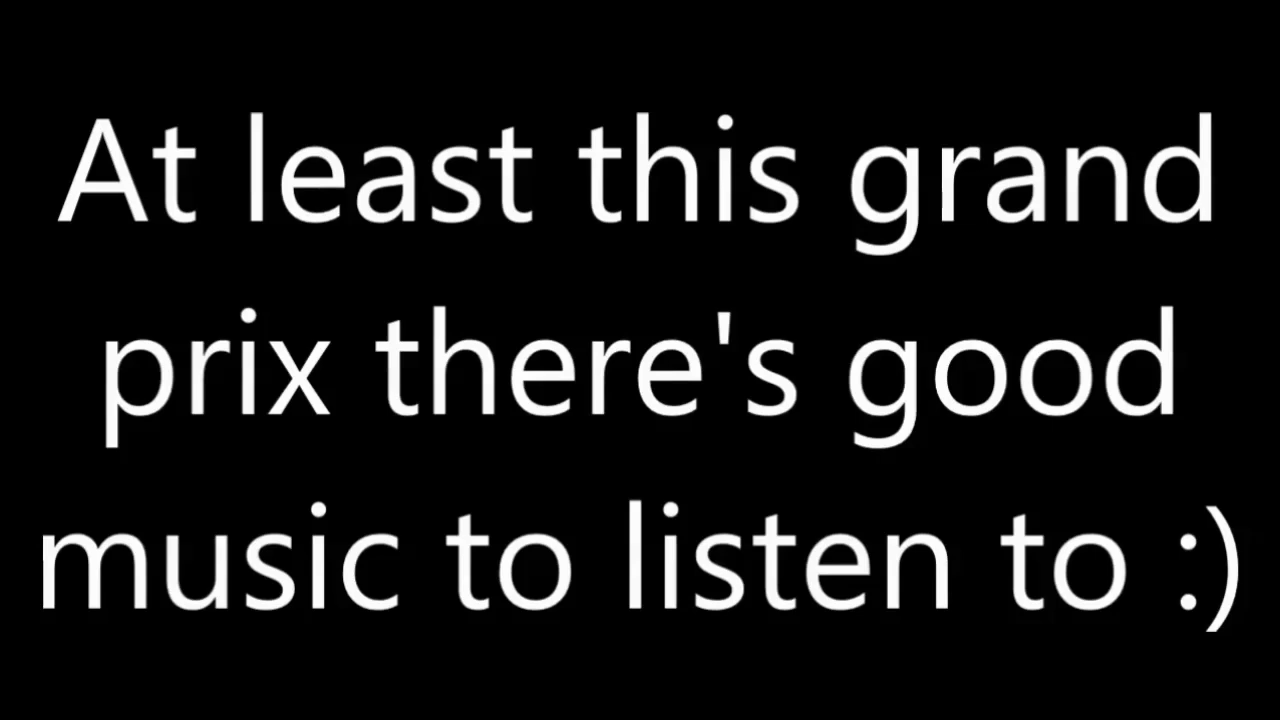 At least this grand
prix there's good
music to listen to :)